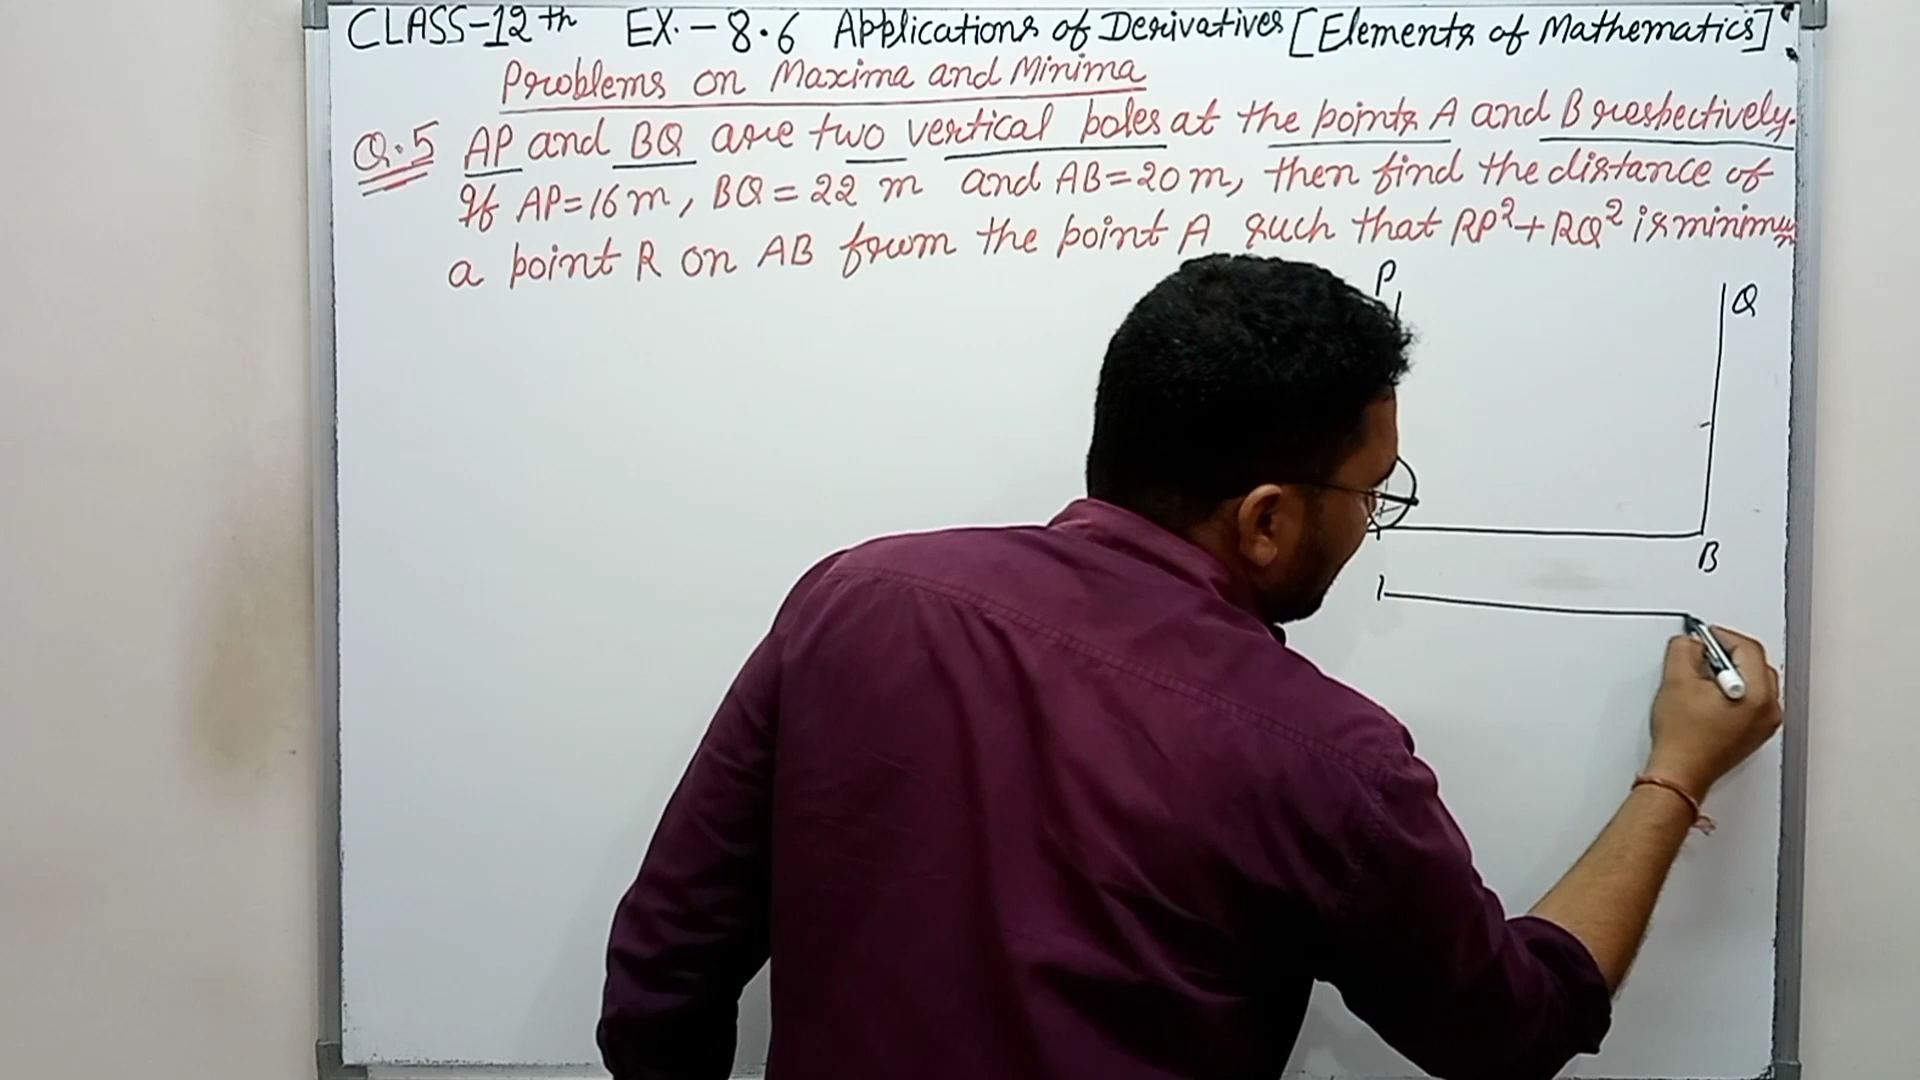 CLASS-12th EX.-8.6 Applications of Derivatives [Elements of Mathematics]
Problems on Maxima and Minima
Q.5 AP and BQ are two vertical poles at the points A and B respectively.
If AP=16m, BQ=22 m and AB=20m, then find the distance of
a point R on AB from the point A such that RP²+RQ² is minimum
P
Q
B